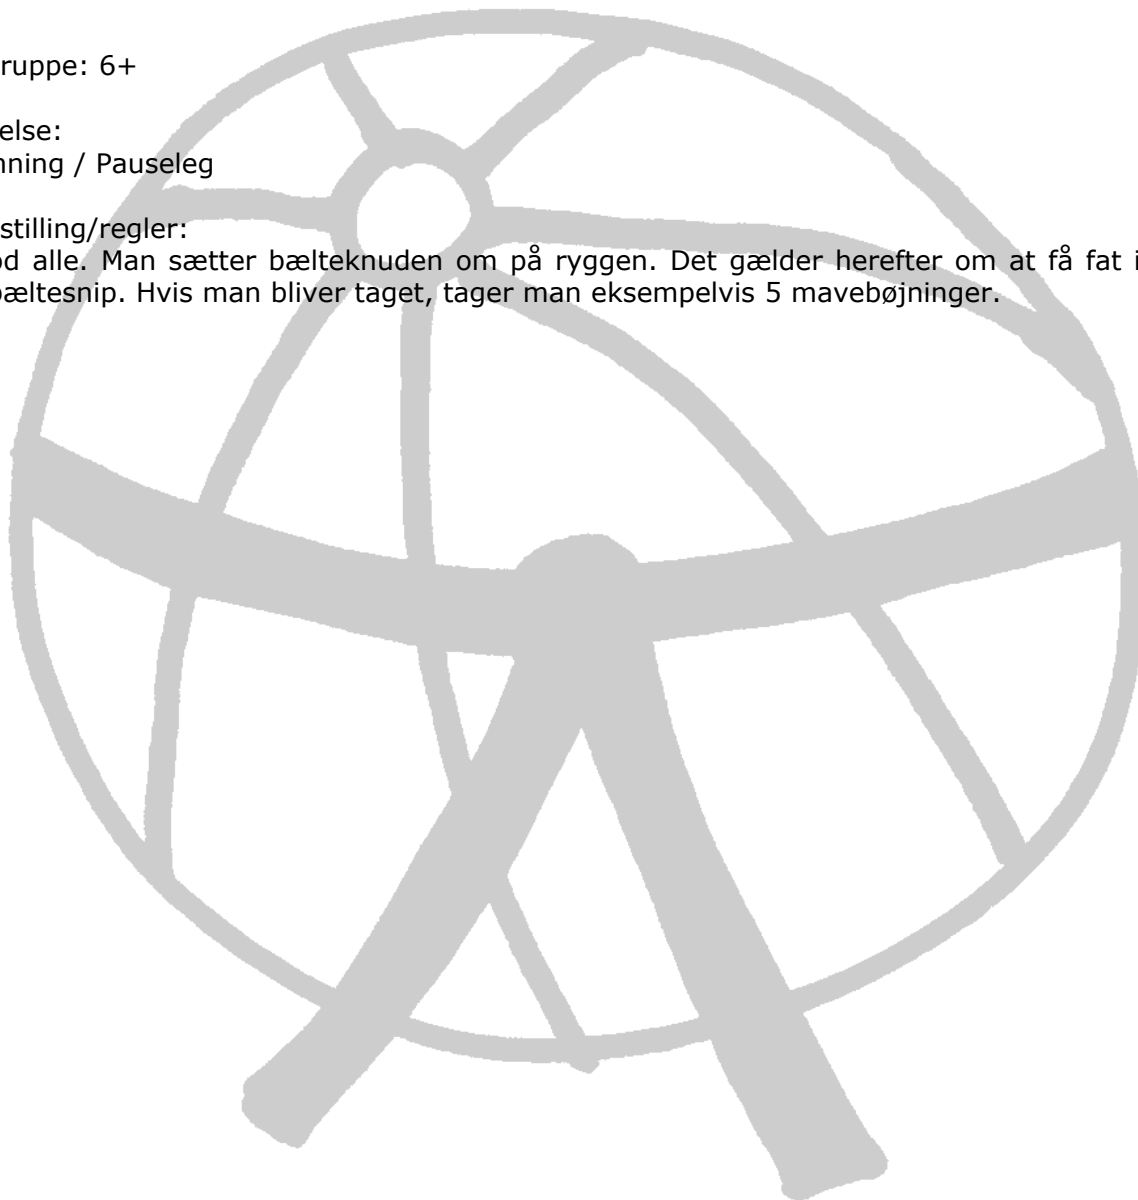 ruppe: 6+
else:
nning / Pauseleg
stilling/regler:
od alle. Man sætter bælteknuden om på ryggen. Det gælder herefter om at få fat i
bæltesnip. Hvis man bliver taget, tager man eksempelvis 5 mavebøjninger.